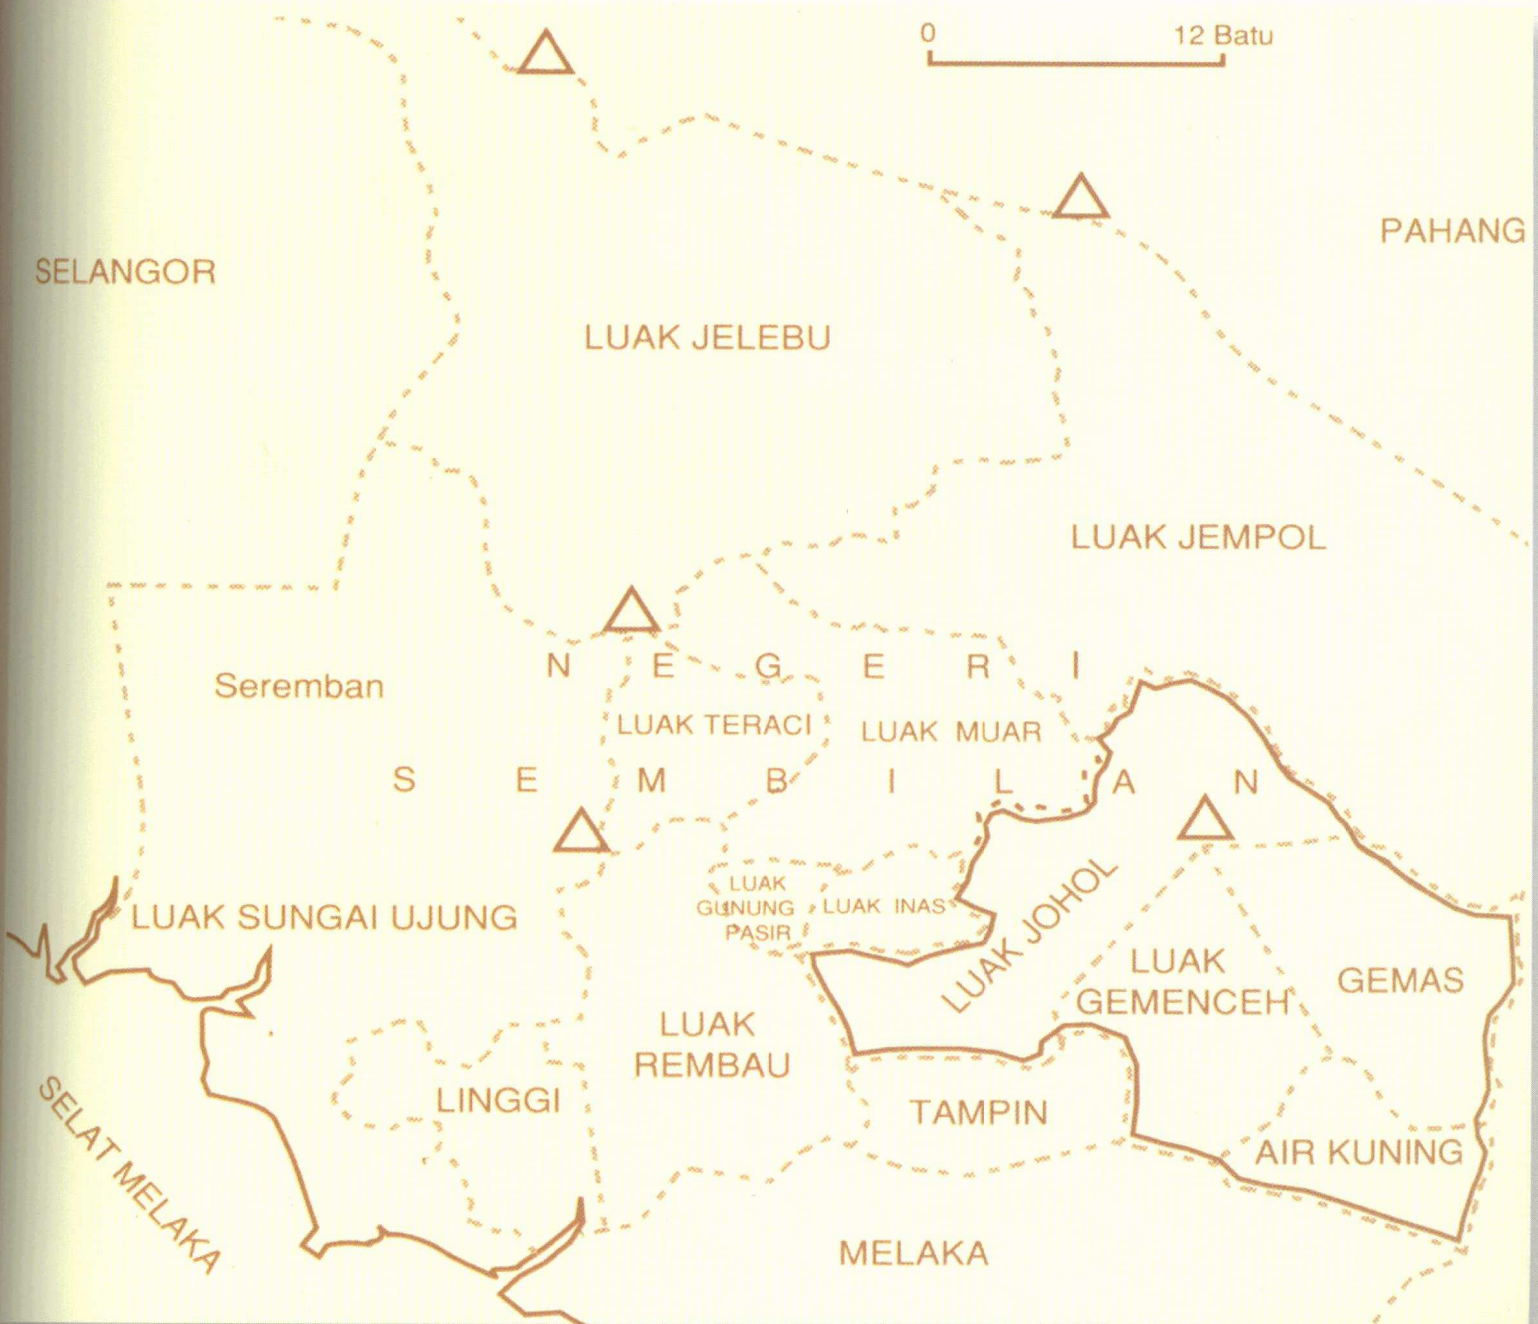 0 12 Batu
PAHANG
SELANGOR
LUAK JELEBU
LUAK JEMPOL
N E G E R I
Seremban
LUAK TERACI
LUAK MUAR
S E M B I L A N
LUAK
GUNUNG
PASIR
LUAK INAS
LUAK JOHOL
LUAK SUNGAI UJUNG
LUAK
GEMENCEH
GEMAS
LUAK
REMBAU
LINGGI
TAMPIN
AIR KUNING
SELAT MELAKA
MELAKA